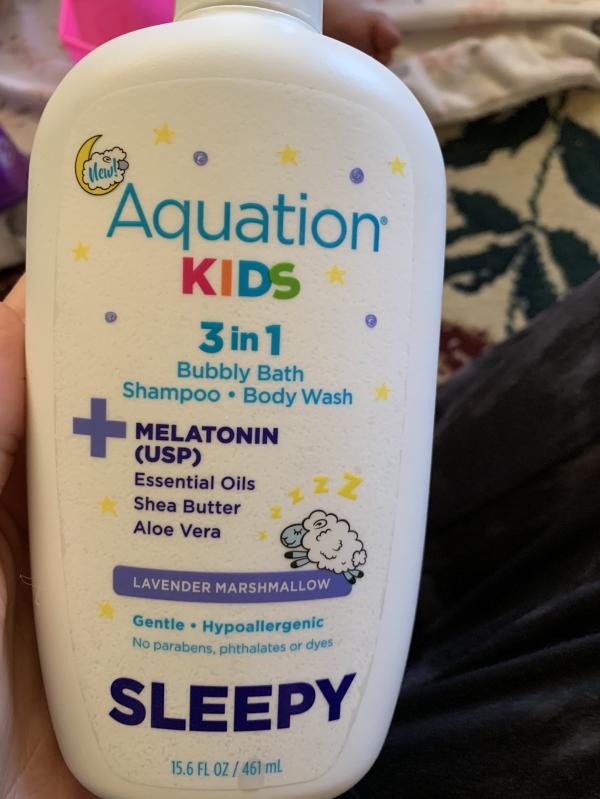 New!
Aquation®
KIDS
3 in 1
Bubbly Bath
Shampoo • Body Wash
+ MELATONIN
(USP)
Essential Oils
Shea Butter
Aloe Vera
z z z Z Z
LAVENDER MARSHMALLOW
Gentle • Hypoallergenic
No parabens, phthalates or dyes
SLEEPY
15.6 FL OZ / 461 mL